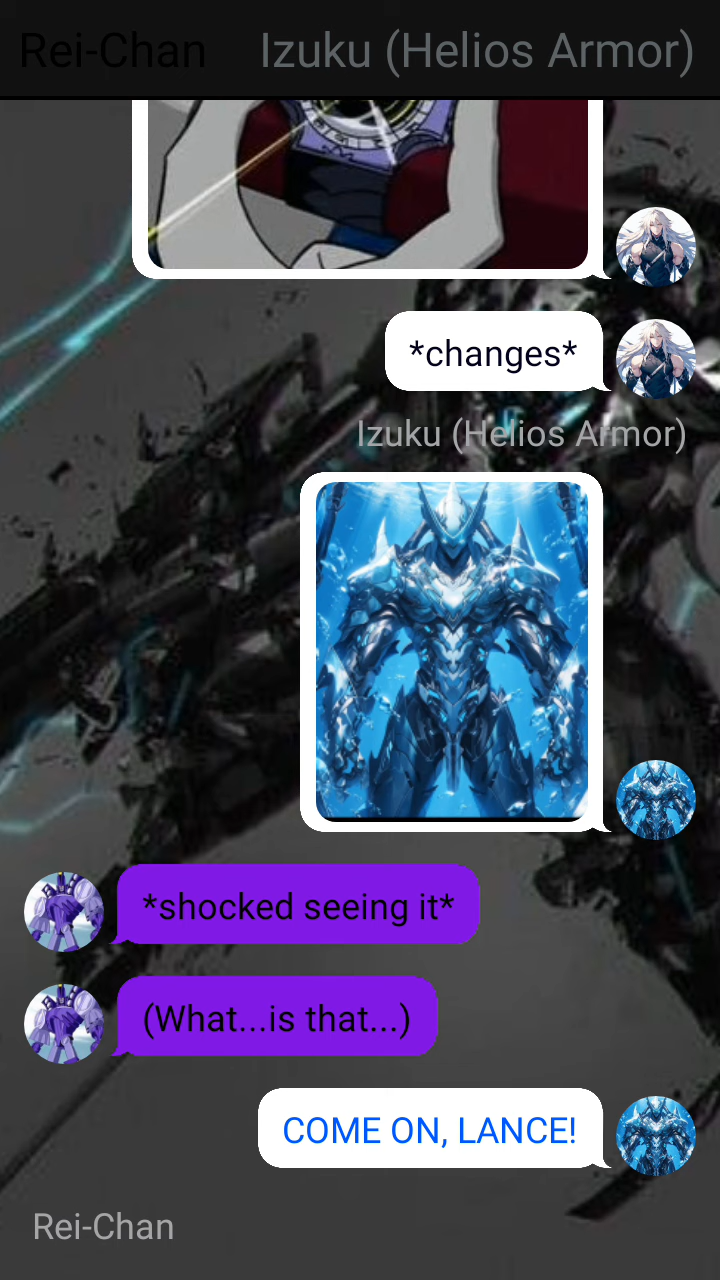 Rei-Chan
Izuku (Helios Armor)
*changes*
Izuku (Helios Armor)
*shocked seeing it*
(What...is that...)
COME ON, LANCE!
Rei-Chan